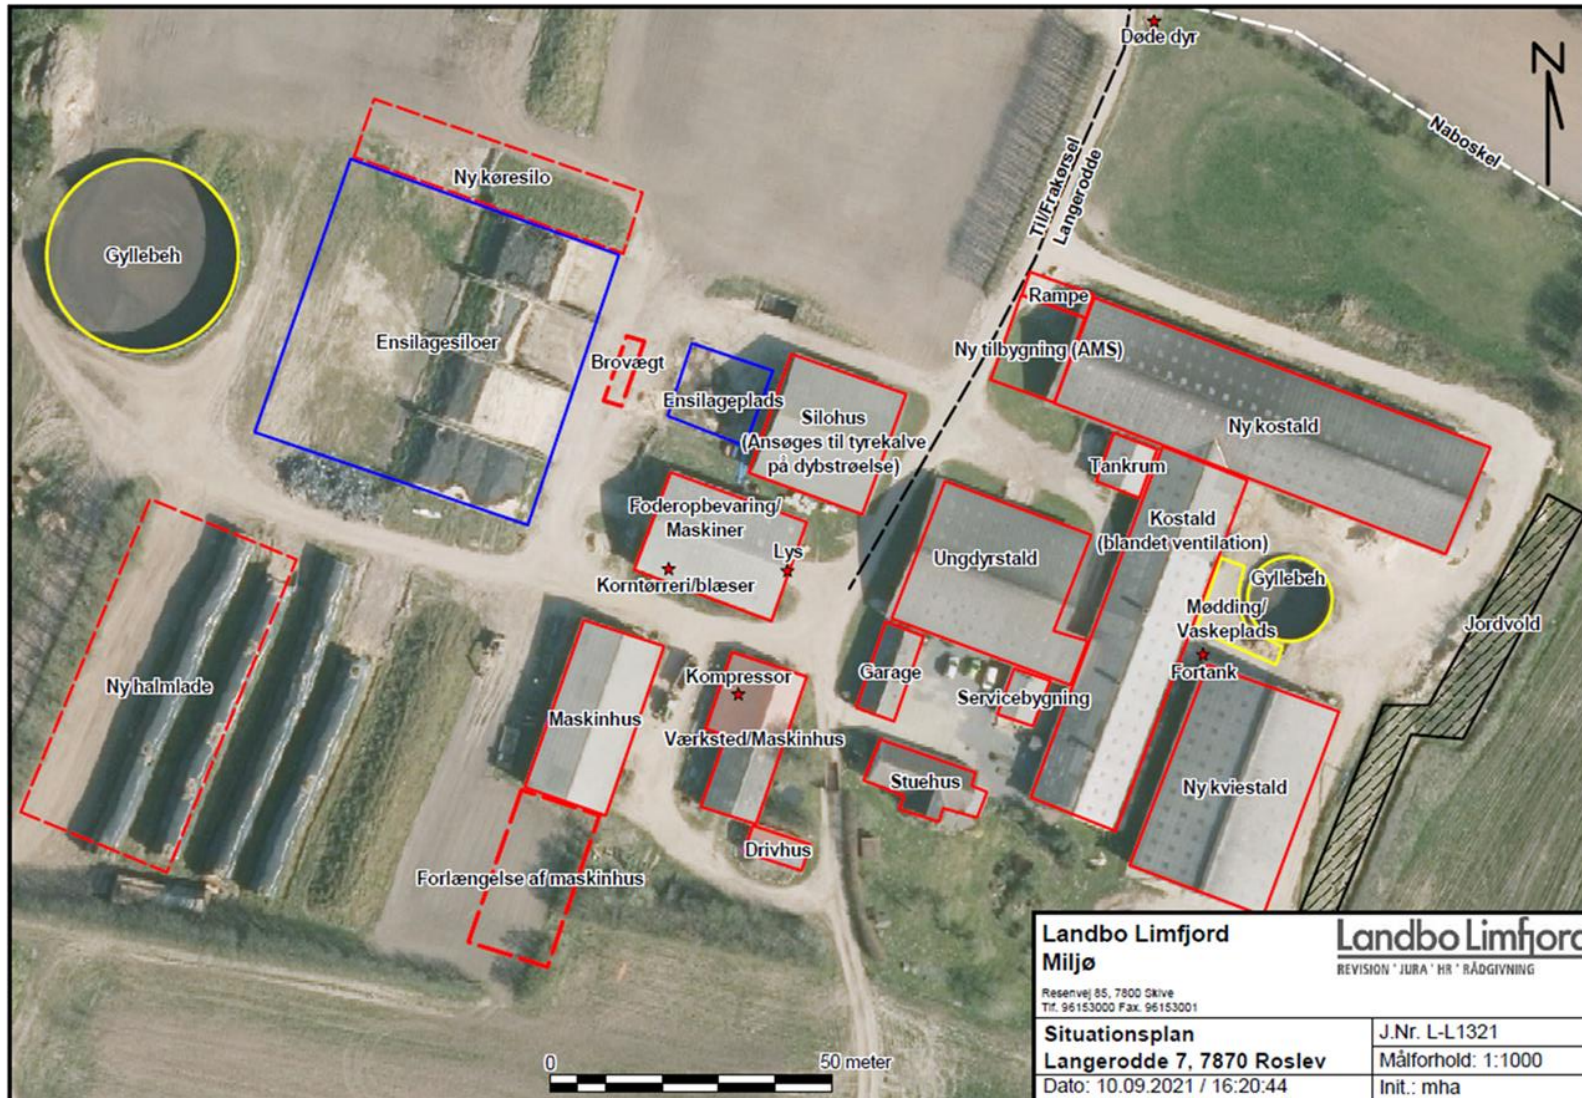 Døde dyr
N
Naboskel
Til/Frakørsel
Langerodde
Ny køresilo
Gyllebeh
Ensilagesiloer
Brovægt
Ensilageplads
Silohus
(Ansøges til tyrekalve
på dybstrøelse)
Rampe
Ny tilbygning (AMS)
Ny kostald
Tankrum
Kostald
(blandet ventilation)
Foderopbevaring/
Maskiner
Lys
Korntørreri/blæser
Ungdyrstald
Gyllebeh
Mødding/
Vaskeplads
Fortank
Jordvold
Ny halmlade
Maskinhus
Kompressor
Værksted/Maskinhus
Garage
Servicebygning
Stuehus
Ny kviestald
Drivhus
Forlængelse af maskinhus
0 50 meter
Landbo Limfjord
Miljø
Resenvej 85, 7800 Skive
Tlf. 96153000 Fax. 96153001
Landbo Limfjord
REVISION * JURA * HR * RÅDGIVNING
Situationsplan
Langerodde 7, 7870 Roslev
Dato: 10.09.2021 / 16:20:44
J.Nr. L-L1321
Målforhold: 1:1000
Init.: mha